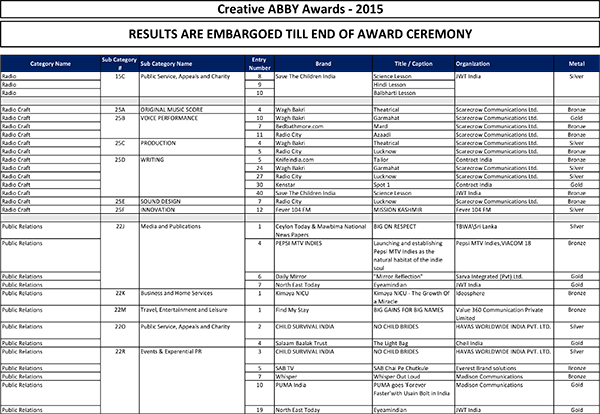 Creative ABBY Awards - 2015
RESULTS ARE EMBARGOED TILL END OF AWARD CEREMONY
Category Name Sub Category # Sub Category Name Entry Number Brand Title / Caption Organization Metal
Radio 15C Public Service, Appeals and Charity 8 Save The Children India Science Lesson JWT India Silver
Radio 9 Hindi Lesson
Radio 10 Balbharti Lesson
Radio Craft 25A ORIGINAL MUSIC SCORE 4 Wagh Bakri Theatrical Scarecrow Communications Ltd. Bronze
Radio Craft 25B VOICE PERFORMANCE 10 Wagh Bakri Garmahat Scarecrow Communications Ltd. Gold
Radio Craft 7 Bedbathmore.com Mard Scarecrow Communications Ltd. Bronze
Radio Craft 11 Radio City Azaadi Scarecrow Communications Ltd. Bronze
Radio Craft 25C PRODUCTION 4 Wagh Bakri Theatrical Scarecrow Communications Ltd. Silver
Radio Craft 5 Radio City Lucknow Scarecrow Communications Ltd. Bronze
Radio Craft 25D WRITING 5 Knifeindia.com Tailor Contract India Bronze
Radio Craft 24 Wagh Bakri Garmahat Scarecrow Communications Ltd. Bronze
Radio Craft 27 Radio City Lucknow Scarecrow Communications Ltd. Silver
Radio Craft 30 Kenstar Spot 1 Contract India Gold
Radio Craft 40 Save The Children India Science Lesson JWT India Bronze
Radio Craft 25E SOUND DESIGN 7 Radio City Lucknow Scarecrow Communications Ltd. Bronze
Radio Craft 25F INNOVATION 12 Fever 104 FM MISSION KASHMIR Fever 104 FM Silver
Public Relations 22J Media and Publications 1 Ceylon Today & Mawbima National News Papers BIG ON RESPECT TBWA\Sri Lanka Silver
Public Relations 4 PEPSI MTV INDIES Launching and establishing Pepsi MTV Indies as the natural habitat of the indie soul Pepsi MTV Indies,VIACOM 18 Bronze
Public Relations 6 Daily Mirror "Mirror Reflection" Sarva Integrated (Pvt) Ltd. Gold
Public Relations 7 North East Today Eyeamindian JWT India Gold
Public Relations 22K Business and Home Services 1 Kimaya NICU Kimaya NICU - The Growth Of a Miracle Ideosphere Bronze
Public Relations 22M Travel, Entertainment and Leisure 1 Find My Stay BIG GAINS FOR BIG NAMES Value 360 Communication Private Limited Bronze
Public Relations 22O Public Service, Appeals and Charity 2 CHILD SURVIVAL INDIA NO CHILD BRIDES HAVAS WORLDWIDE INDIA PVT. LTD. Silver
Public Relations 4 Salaam Baalak Trust The Light Bag Cheil India Gold
Public Relations 22R Events & Experential PR 3 CHILD SURVIVAL INDIA NO CHILD BRIDES HAVAS WORLDWIDE INDIA PVT. LTD. Silver
Public Relations 5 SAB TV SAB Chai Pe Chutkule Everest Brand solutions Bronze
Public Relations 7 Whisper Whisper Out Loud Madison Communications Bronze
Public Relations 10 PUMA India PUMA goes 'Forever Faster'with Usain Bolt in India Madison Communications Gold
Public Relations 19 North East Today Eyeamindian JWT India Gold